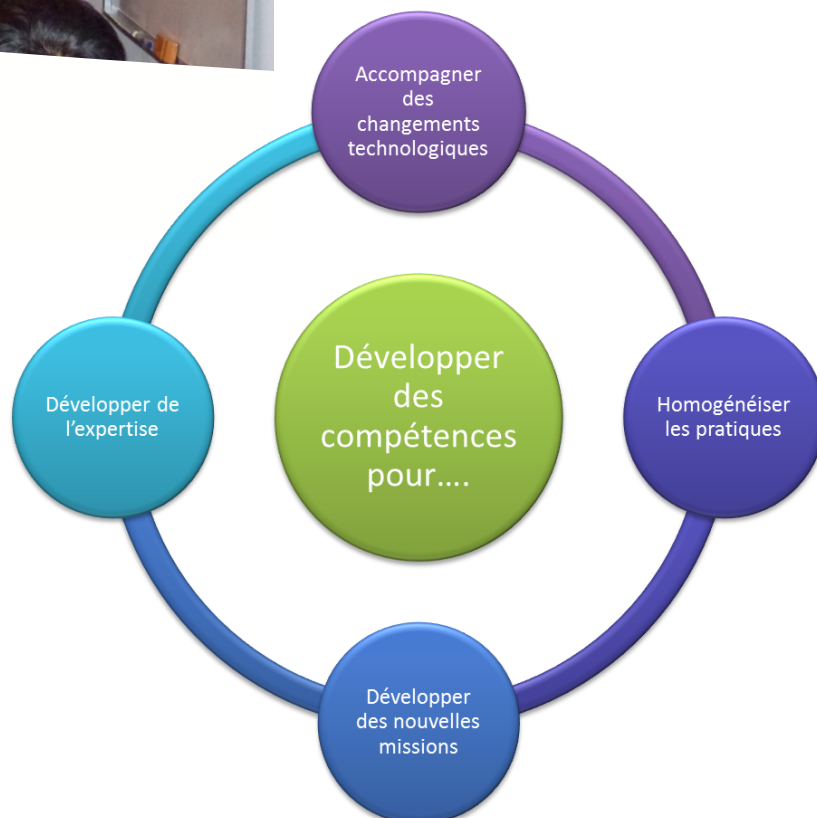 Accompagner
des
changements
technologiques
Développer
des
compétences
pour....
Développer de
l'expertise
Homogénéiser
les pratiques
Développer
des nouvelles
missions